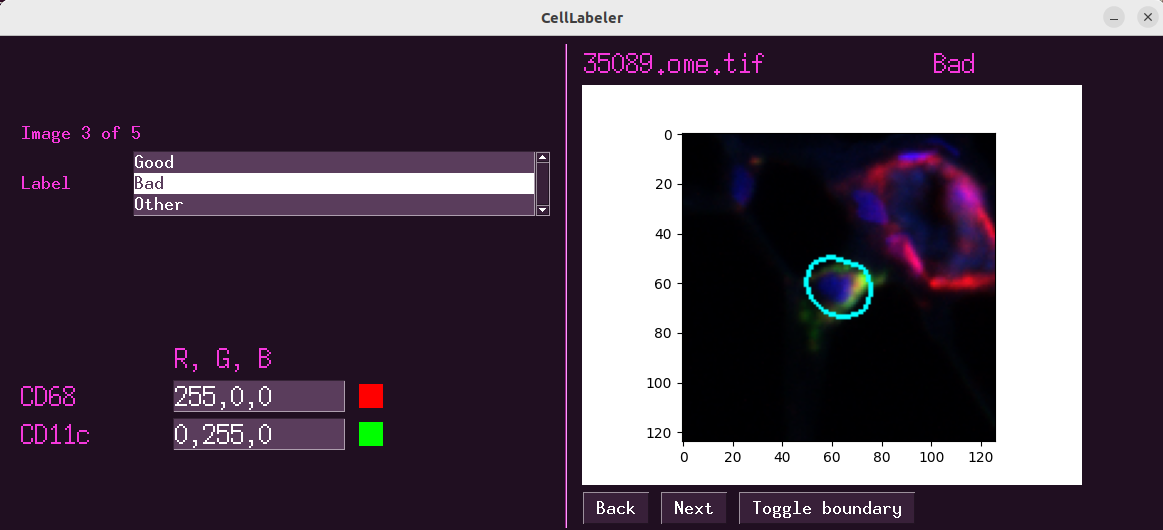 CellLabeler
Image 3 of 5
Label
Good
Bad
Other
R, G, B
CD68 255,0,0
CD11c 0,255,0
35089.ome.tif Bad
0
20
40
60
80
100
120
0 20 40 60 80 100 120
Back Next Toggle boundary